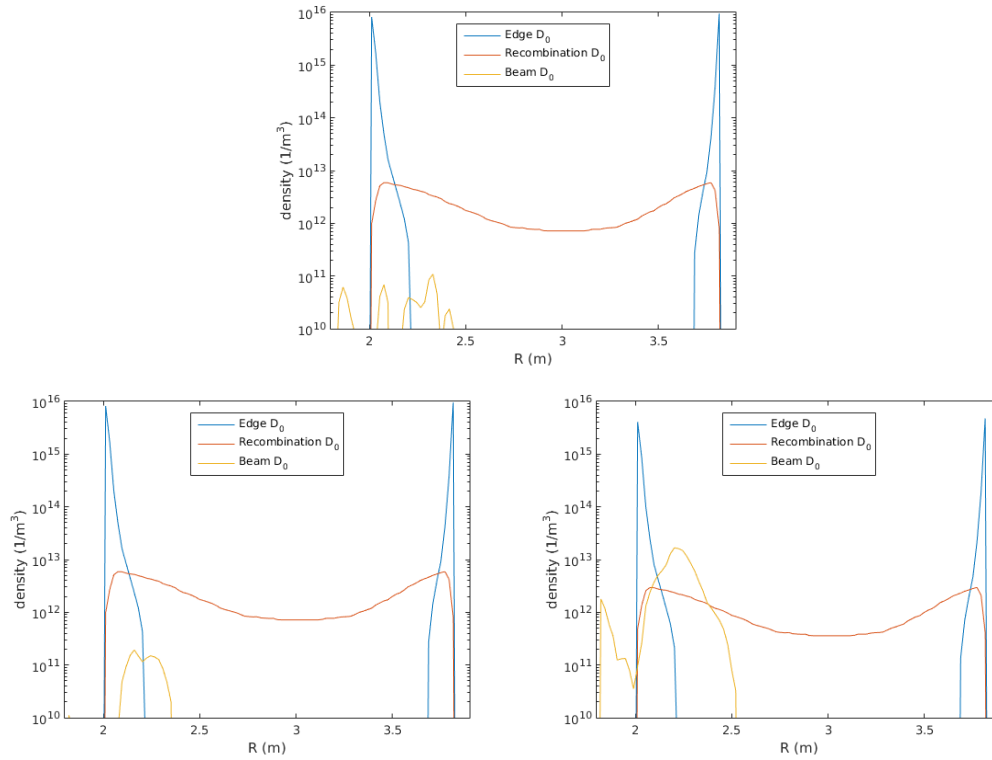 10^16
10^15
10^14
10^13
10^12
10^11
10^10
density (1/m^3)
Edge D_0
Recombination D_0
Beam D_0
2
2.5
3
3.5
R (m)
10^16
10^15
10^14
10^13
10^12
10^11
10^10
density (1/m^3)
Edge D_0
Recombination D_0
Beam D_0
2
2.5
3
3.5
R (m)
10^16
10^15
10^14
10^13
10^12
10^11
10^10
density (1/m^3)
Edge D_0
Recombination D_0
Beam D_0
2
2.5
3
3.5
R (m)